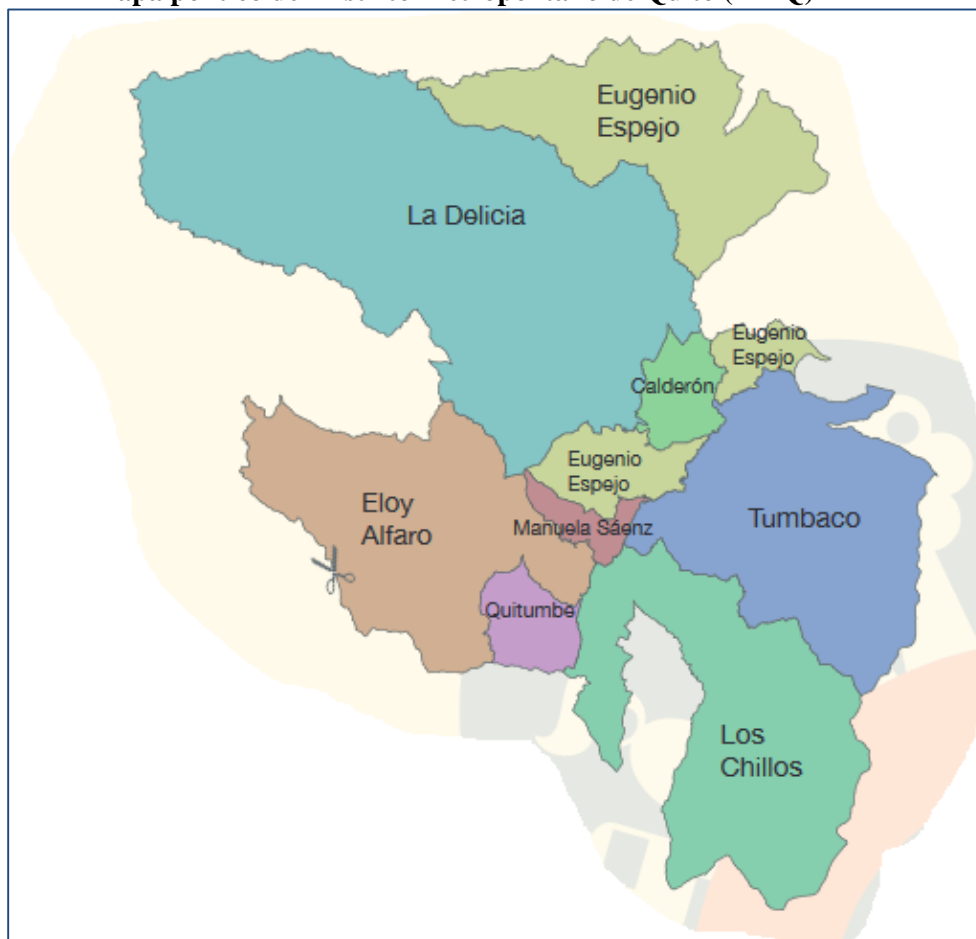 Eugenio
Espejo
La Delicia
Eugenio
Espejo
Calderón
Eugenio
Espejo
Eloy
Alfaro
Manuela Sáenz
Tumbaco
Quitumbe
Los
Chillos